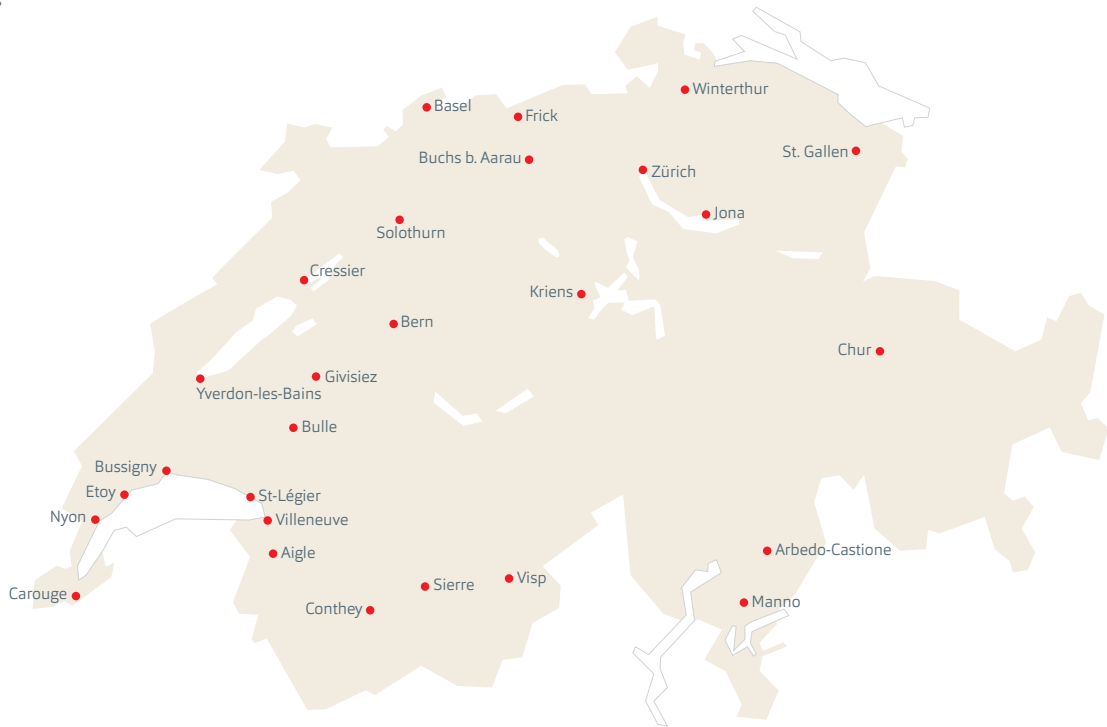 Winterthur
Basel
Frick
St. Gallen
Buchs b. Aarau
Zürich
Jona
Solothurn
Cressier
Kriens
Bern
Chur
Givisiez
Yverdon-les-Bains
Bulle
Bussigny
Etoy
St-Légier
Nyon
Villeneuve
Aigle
Arbedo-Castione
Visp
Sierre
Carouge
Manno
Conthey